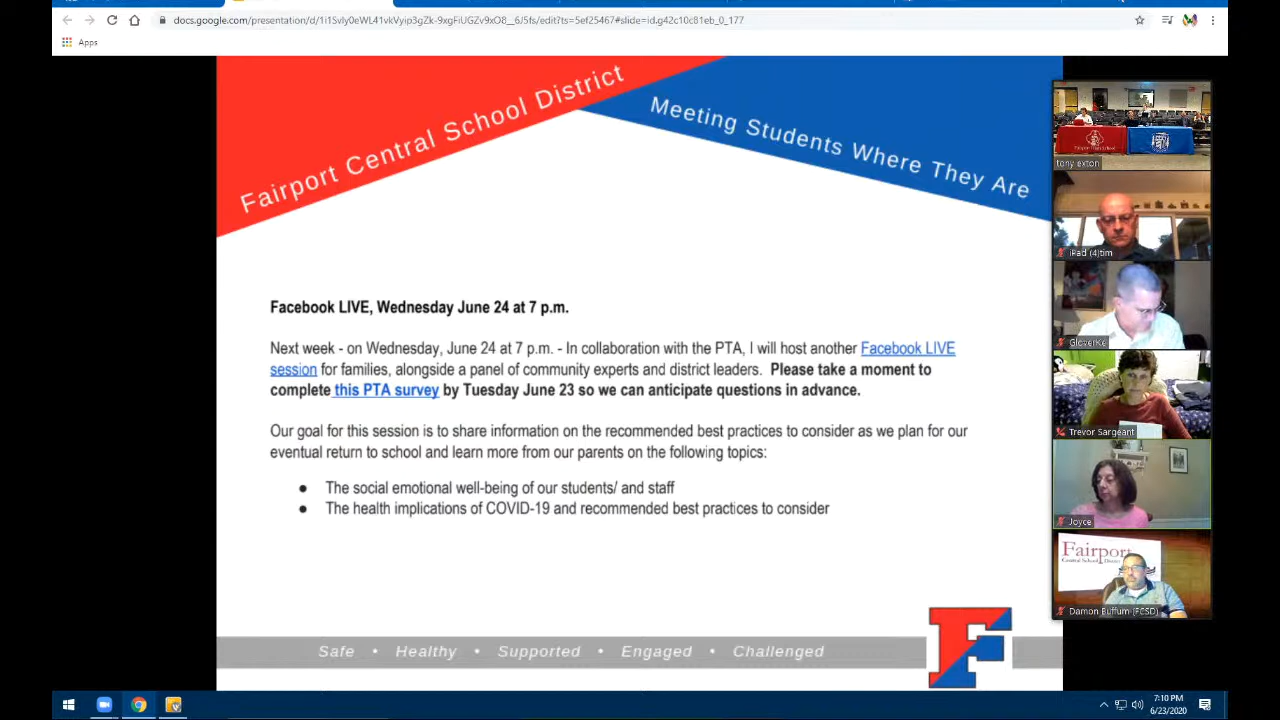 docs.google.com/presentation/d/1i1Svly0eWL41vkVyip3gZk-9xgFiUGZv9xO8__6/5fs/edit?ts=5ef25467#slide=id.g42c10c81eb_0_177
Apps
Fairport Central School District
Meeting Students Where They Are
Facebook LIVE, Wednesday June 24 at 7 p.m.
Next week - on Wednesday, June 24 at 7 p.m. - In collaboration with the PTA, I will host another Facebook LIVE
session for families, alongside a panel of community experts and district leaders. Please take a moment to
complete this PTA survey by Tuesday June 23 so we can anticipate questions in advance.
Our goal for this session is to share information on the recommended best practices to consider as we plan for our
eventual return to school and learn more from our parents on the following topics:
● The social emotional well-being of our students/ and staff
● The health implications of COVID-19 and recommended best practices to consider
Safe • Healthy • Supported • Engaged • Challenged
F
tony exton
iPad (4)tim
GloverKe
Trevor Sargeant
Joyce
Fairport
Central School District
Damon Buffum (FCSD)
7:10 PM
6/23/2020